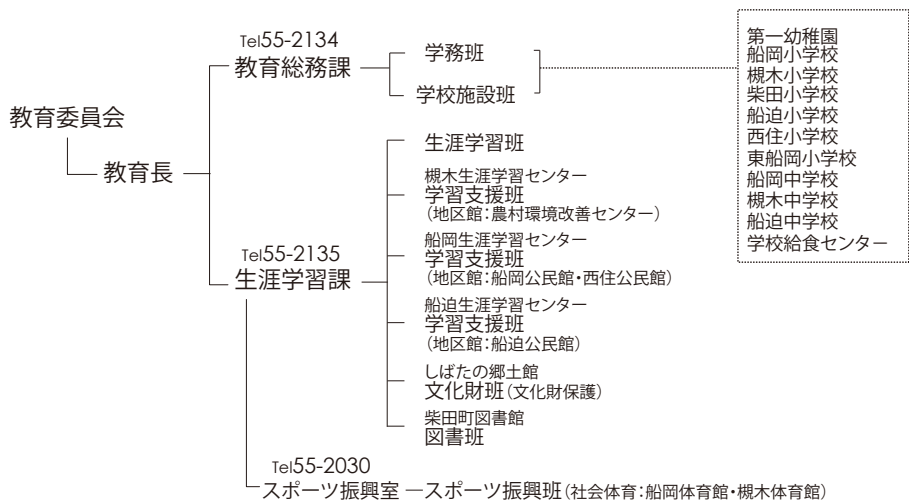 教育委員会
教育長
Tel55-2134
教育総務課
学務班
学校施設班
第一幼稚園
船岡小学校
槻木小学校
柴田小学校
船迫小学校
西住小学校
東船岡小学校
船岡中学校
槻木中学校
船迫中学校
学校給食センター
Tel55-2135
生涯学習課
生涯学習班
槻木生涯学習センター
学習支援班
(地区館:農村環境改善センター)
船岡生涯学習センター
学習支援班
(地区館:船岡公民館・西住公民館)
船迫生涯学習センター
学習支援班
(地区館:船迫公民館)
しばたの郷土館
文化財班(文化財保護)
柴田町図書館
図書班
Tel55-2030
スポーツ振興室 ―スポーツ振興班(社会体育:船岡体育館・槻木体育館)